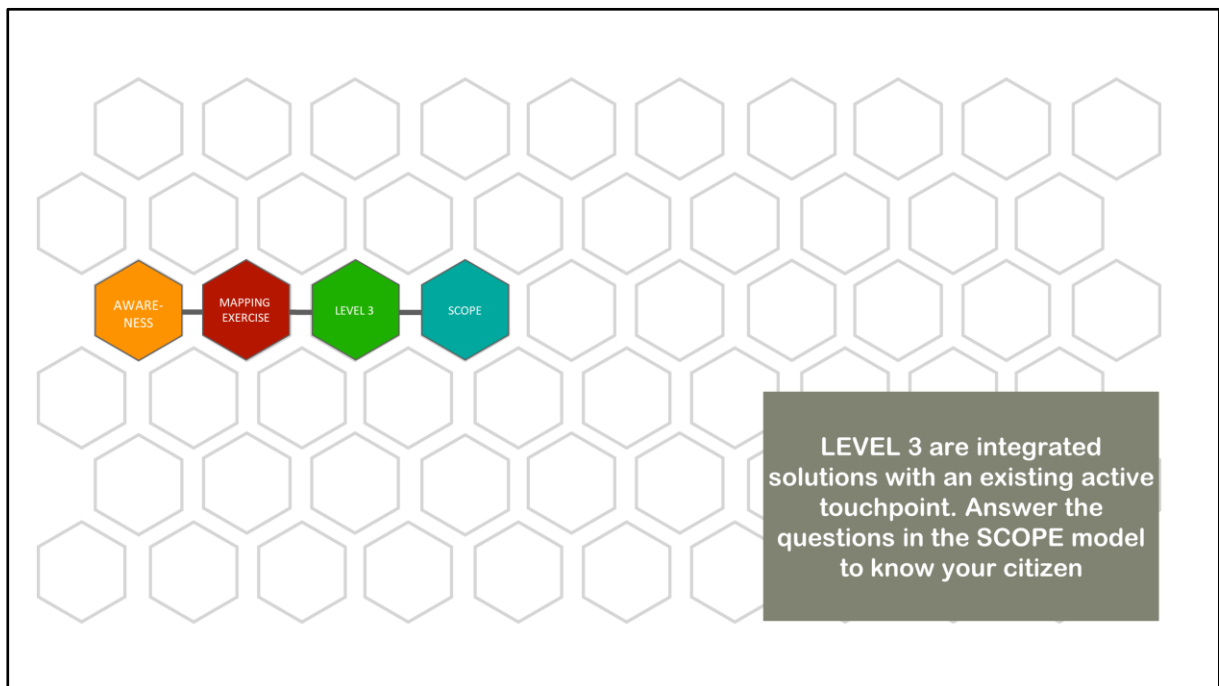 AWARE-
NESS
MAPPING
EXERCISE
LEVEL 3
SCOPE
LEVEL 3 are integrated
solutions with an existing active
touchpoint. Answer the
questions in the SCOPE model
to know your citizen